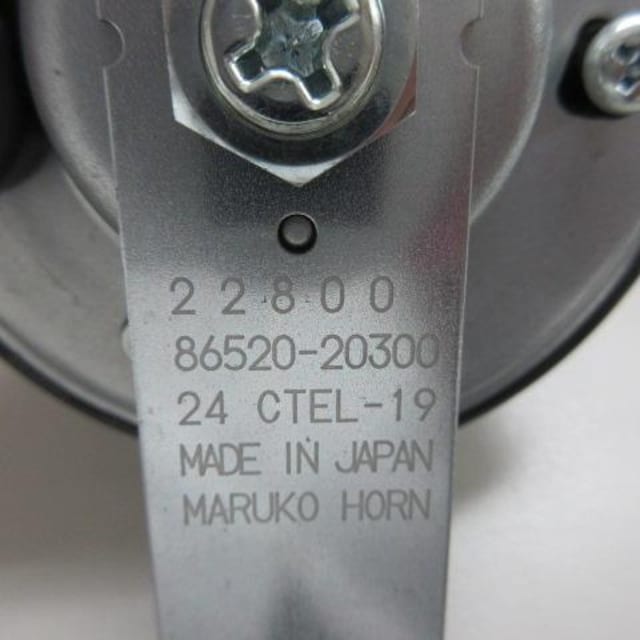 22800
86520-20300
24 CTEL-19
MADE IN JAPAN
MARUKO HORN